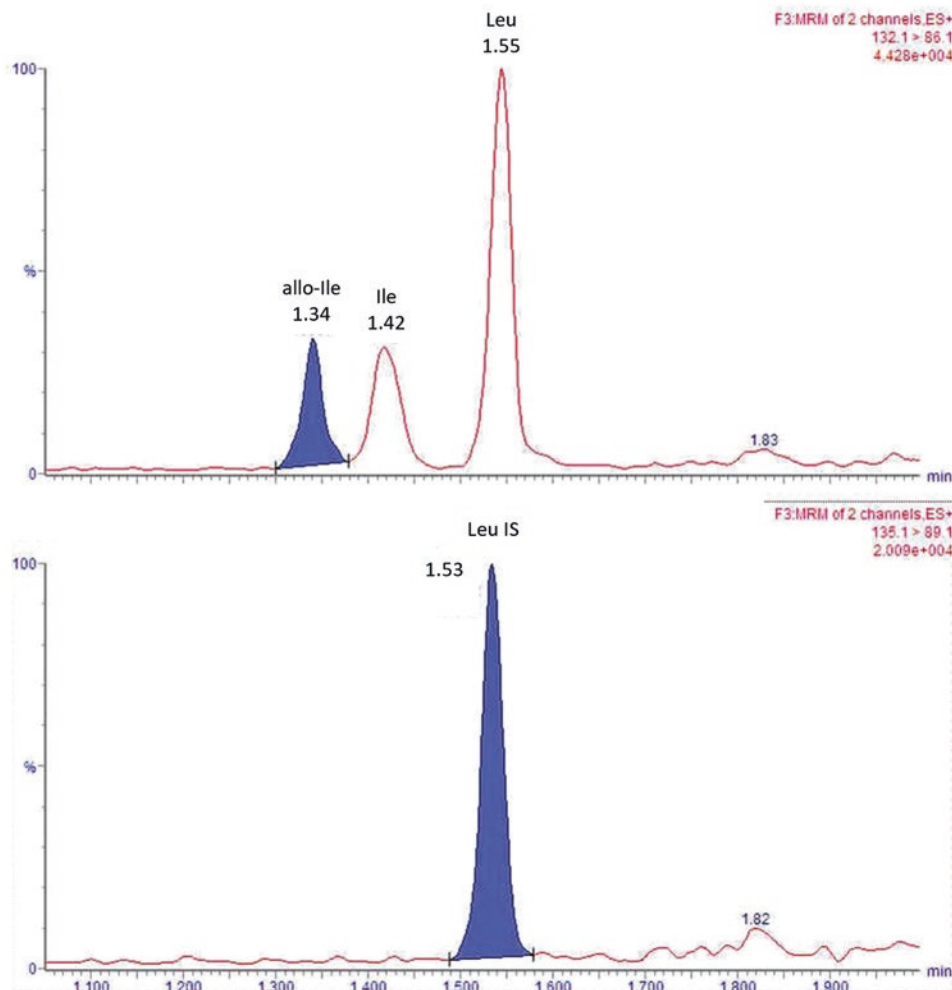 F3:MRM of 2 channels,ES+
132.1 > 86.1
4.428e+004
Leu
1.55
100
%
allo-Ile
1.34
Ile
1.42
1.83
0
min
F3:MRM of 2 channels,ES+
135.1 > 89.1
2.009e+004
Leu IS
1.53
100
%
1.82
0
1.100 1.200 1.300 1.400 1.500 1.600 1.700 1.800 1.900 min